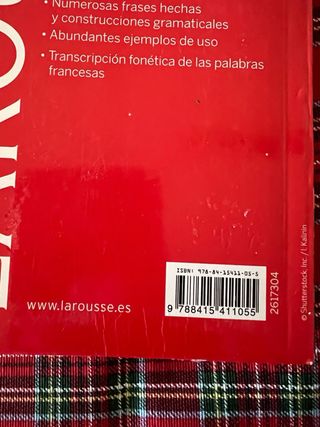 • Numerosas frases hechas
y construcciones gramaticales
• Abundantes ejemplos de uso
• Transcripción fonética de las palabras
francesas
ISBN: 978-84-15411-05-5
9 788415 411055
2617304
© Shutterstock, Inc / I. Kalinin
www.larousse.es